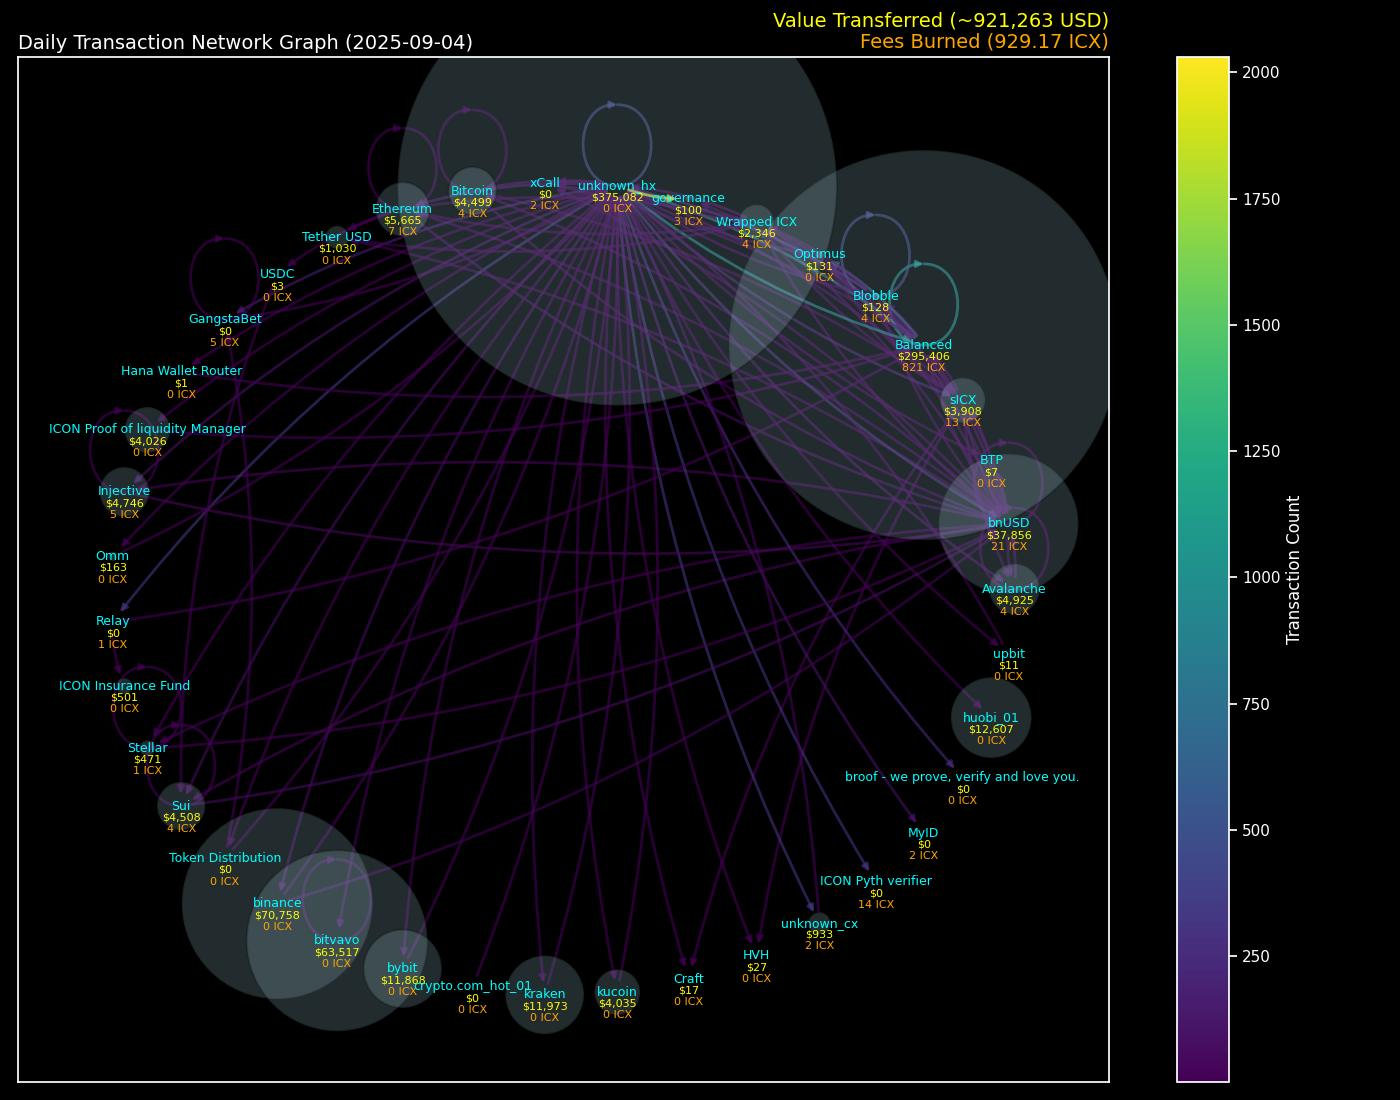 Value Transferred (~921,263 USD)
Daily Transaction Network Graph (2025-09-04)
Fees Burned (929.17 ICX)
xCall
$0
2 ICX
unknown_hx
$375,082
0 ICX
Bitcoin
$4,499
4 ICX
governance
$100
3 ICX
Ethereum
$5,665
7 ICX
Wrapped ICX
$2,346
4 ICX
Tether USD
$1,030
0 ICX
Optimus
$131
0 ICX
USDC
$3
0 ICX
Blobble
$128
4 ICX
GangstaBet
$0
5 ICX
Balanced
$295,406
821 ICX
Hana Wallet Router
$1
0 ICX
sICX
$3,908
13 ICX
ICON Proof of liquidity Manager
$4,026
0 ICX
BTP
$7
0 ICX
Injective
$4,746
5 ICX
bnUSD
$37,856
21 ICX
Omm
$163
0 ICX
Avalanche
$4,925
4 ICX
Relay
$0
1 ICX
upbit
$11
0 ICX
ICON Insurance Fund
$501
0 ICX
huobi_01
$12,607
0 ICX
Stellar
$471
1 ICX
broof - we prove, verify and love you.
$0
0 ICX
Sui
$4,508
4 ICX
MyID
$0
2 ICX
Token Distribution
$0
0 ICX
ICON Pyth verifier
$0
14 ICX
binance
$70,758
0 ICX
unknown_cx
$933
2 ICX
bitvavo
$63,517
0 ICX
HVH
$27
0 ICX
bybit
$11,868
0 ICX
crypto.com_hot_01
$0
0 ICX
kraken
$11,973
0 ICX
kucoin
$4,035
0 ICX
Craft
$17
0 ICX
2000
1750
1500
1250
1000
750
500
250
Transaction Count